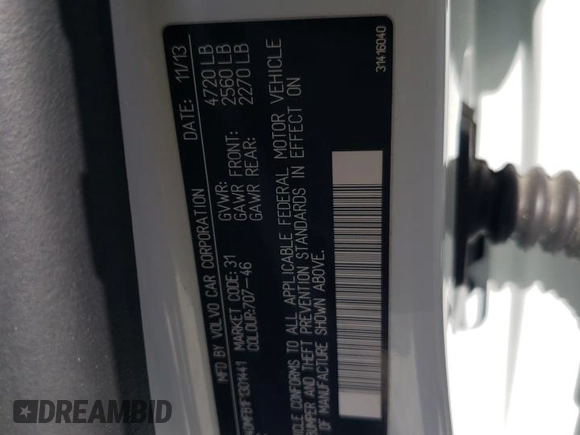 MFD BY VOLVO CAR CORPORATION 11/13
MARKET CODE: 31 GVWR: 4720 LB
COLOUR: 707-46 GAWR FRONT: 2560 LB
GAWR REAR: 2270 LB
CONFORMS TO ALL APPLICABLE FEDERAL MOTOR VEHICLE
BUMPER AND THEFT PREVENTION STANDARDS IN EFFECT ON
OF MANUFACTURE SHOWN ABOVE.
31416040
AUTOBIDMASTER